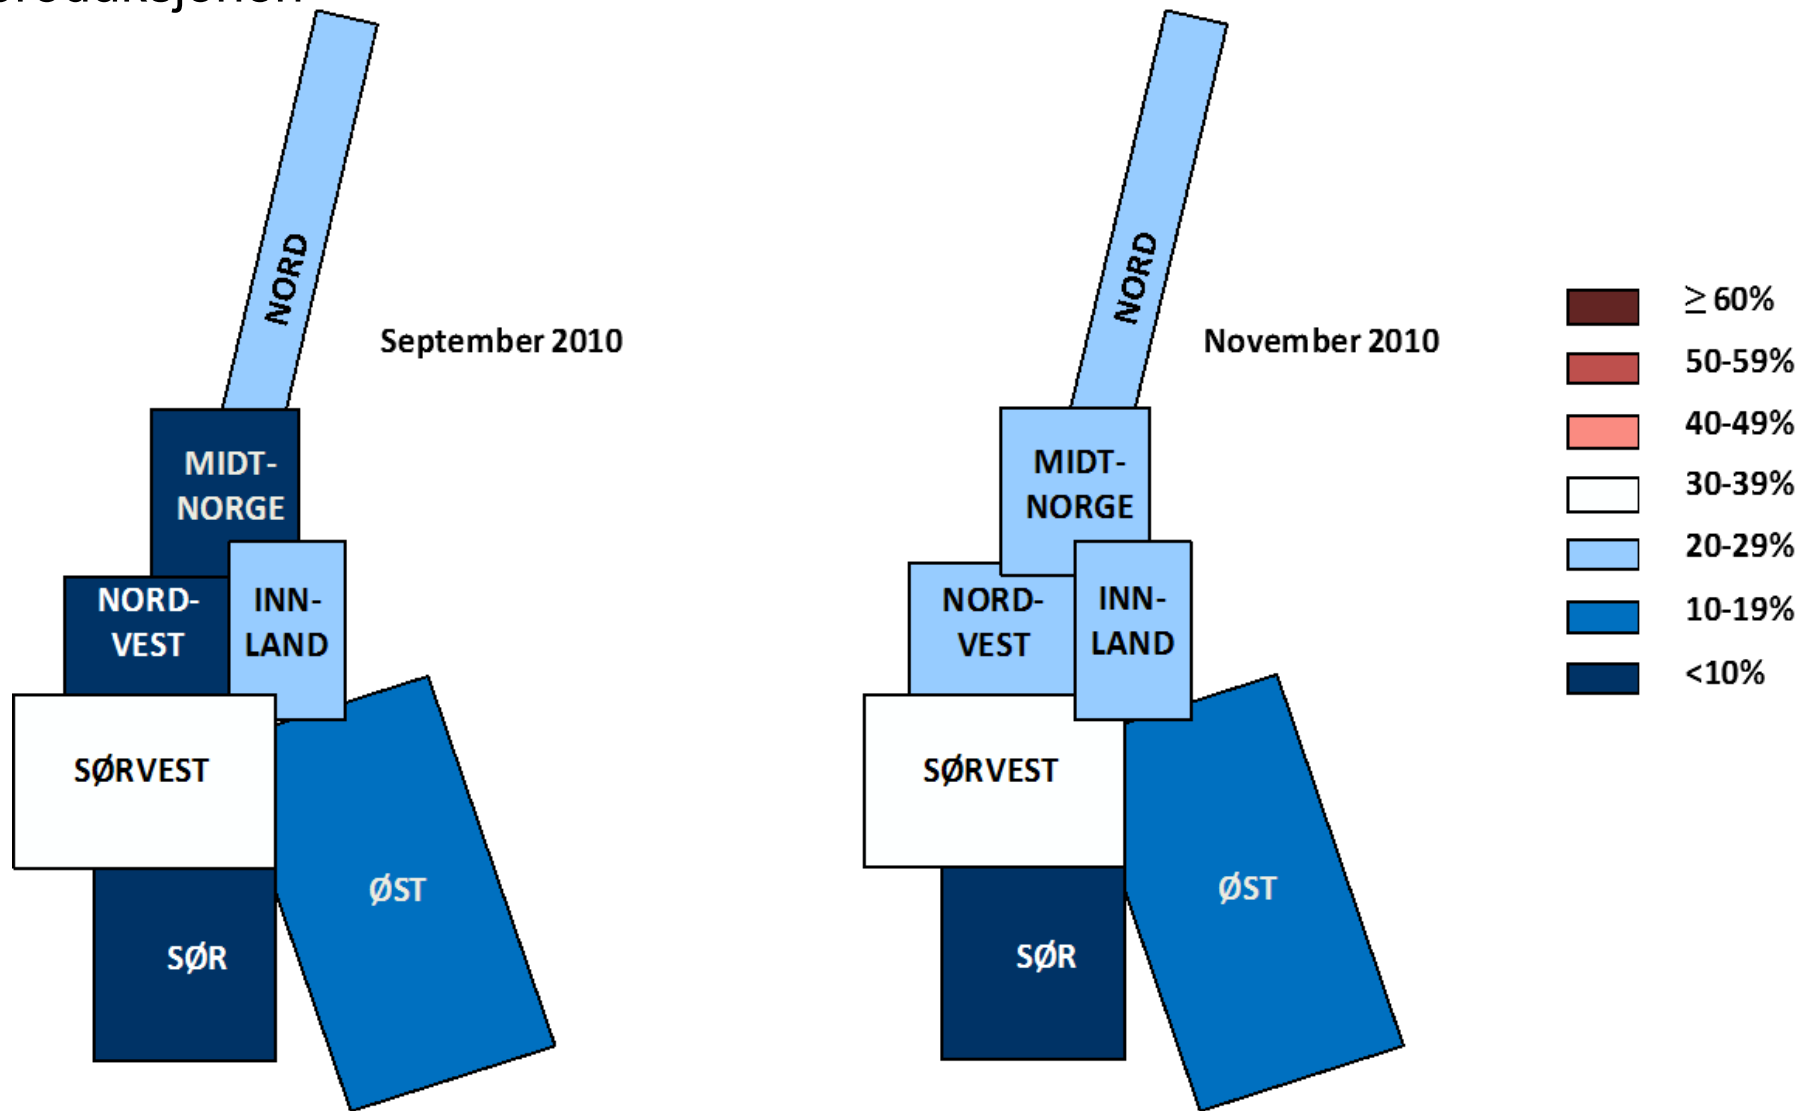 NORD
September 2010
MIDT-
NORGE
NORD-
VEST
INN-
LAND
SØRVEST
ØST
SØR
NORD
November 2010
MIDT-
NORGE
NORD-
VEST
INN-
LAND
SØRVEST
ØST
SØR
≥ 60%
50-59%
40-49%
30-39%
20-29%
10-19%
<10%